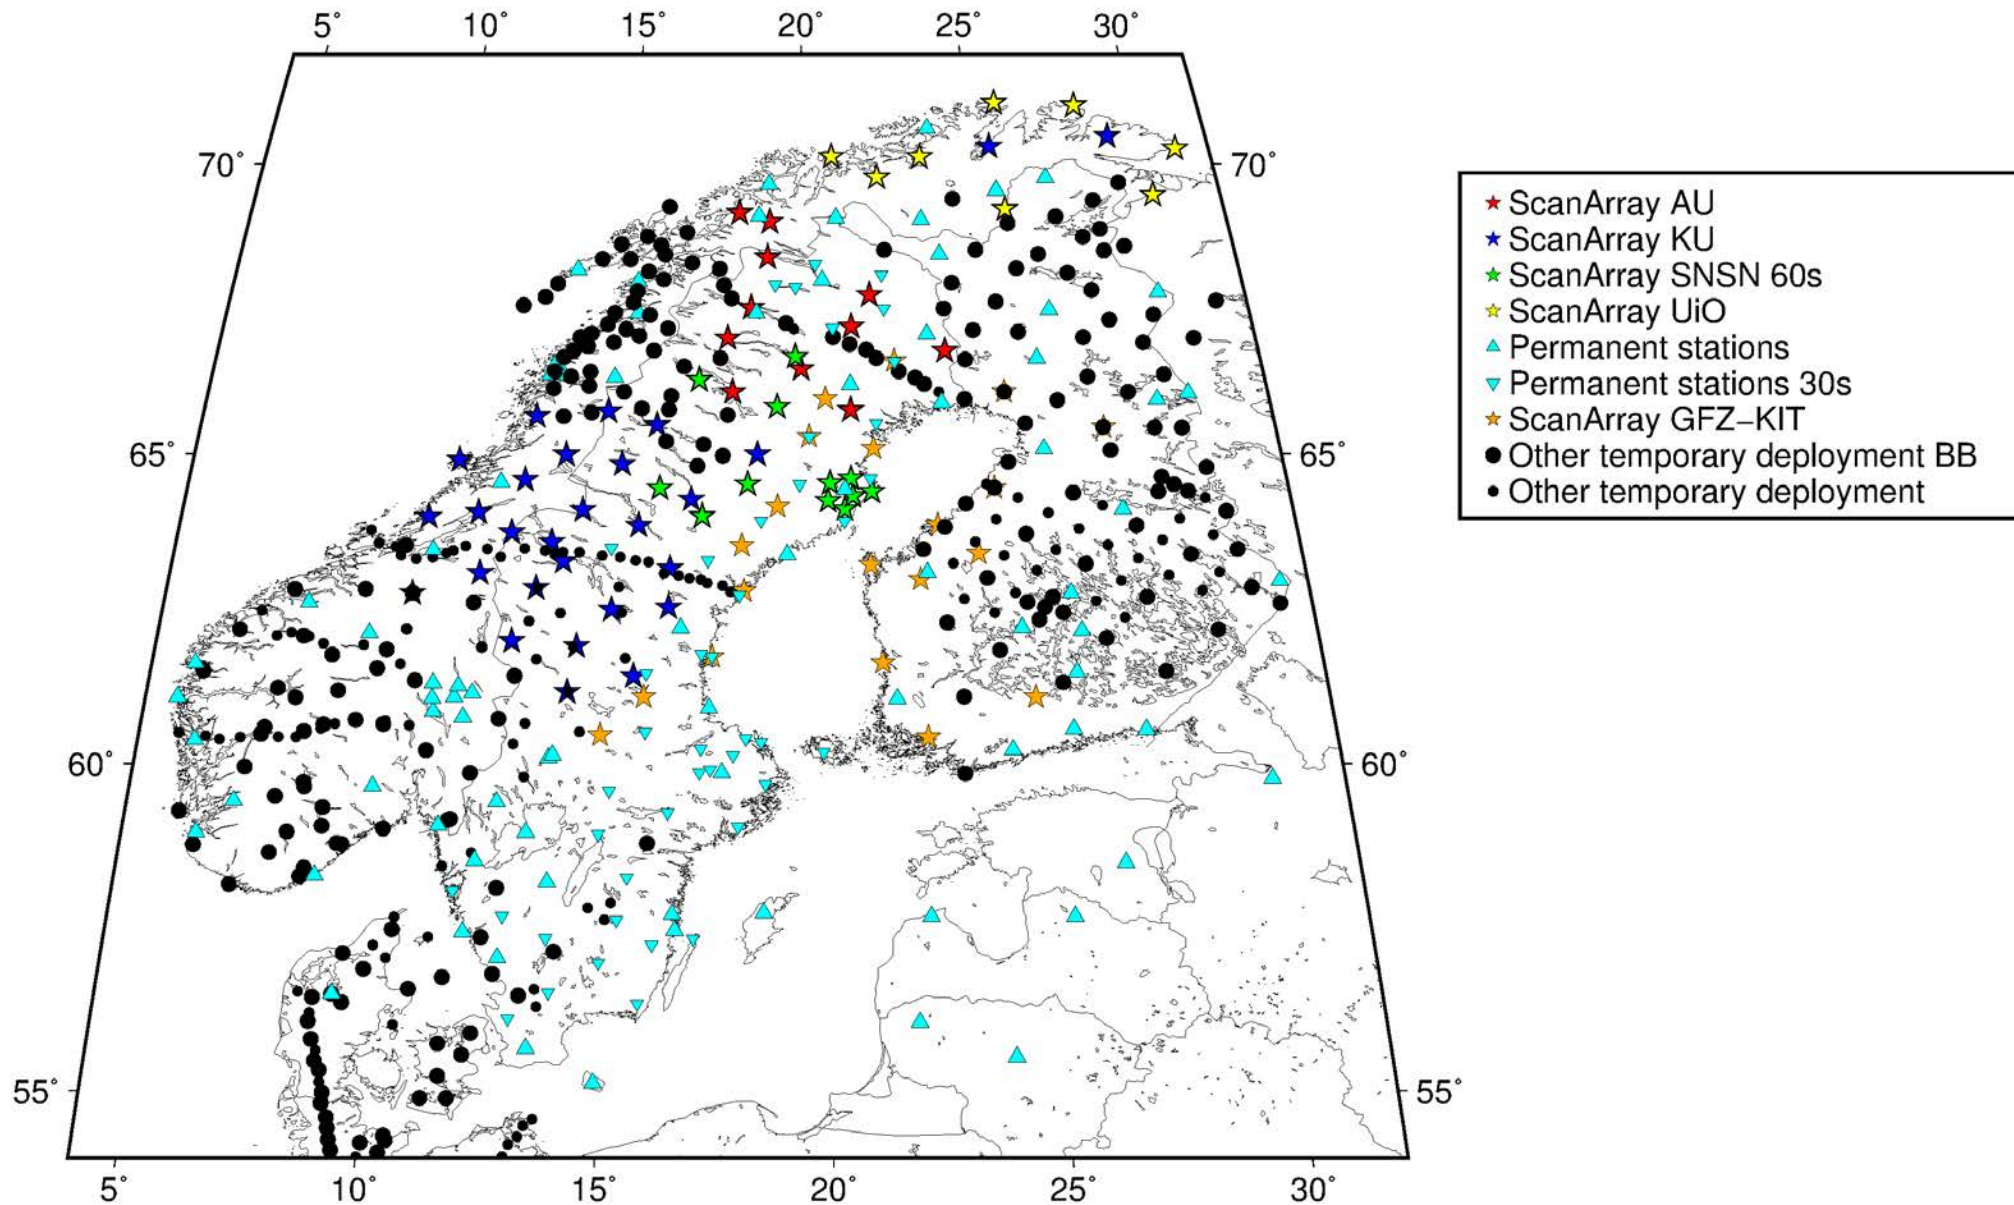 5° 10° 15° 20° 25° 30°
70° 70°
65° 65°
60° 60°
55° 55°
5° 10° 15° 20° 25° 30°
ScanArray AU
ScanArray KU
ScanArray SNSN 60s
ScanArray UiO
Permanent stations
Permanent stations 30s
ScanArray GFZ−KIT
Other temporary deployment BB
Other temporary deployment